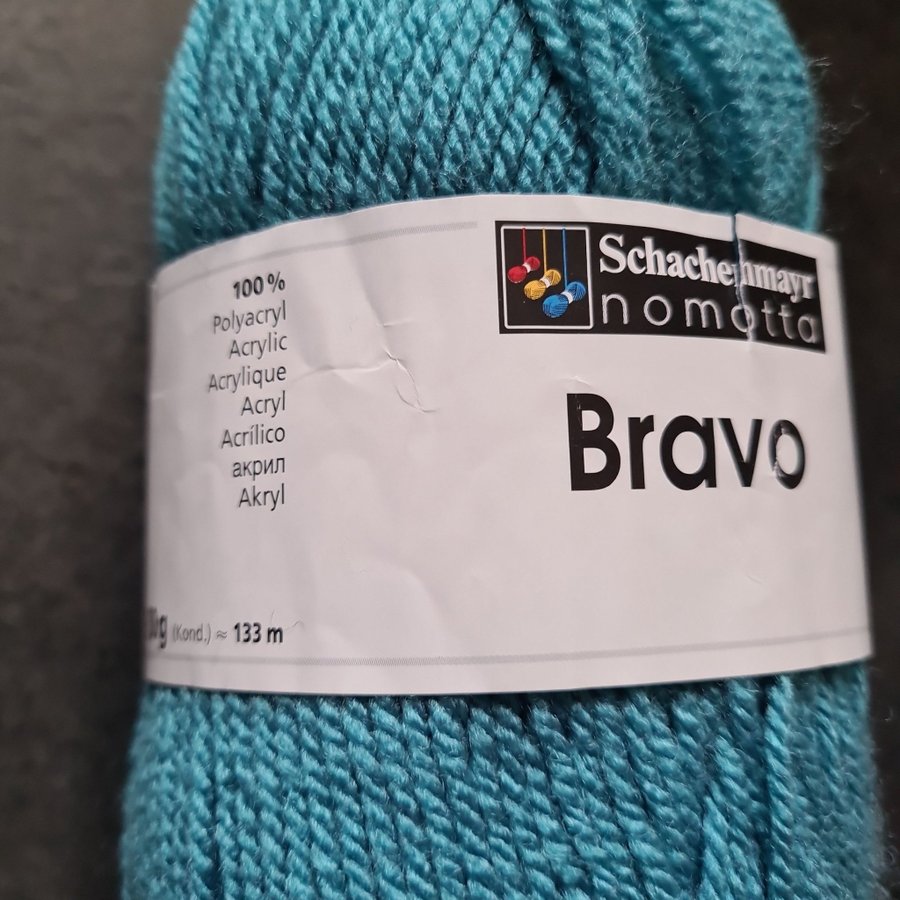 100%
Polyacryl
Acrylic
Acrylique
Acryl
Acrílico
акрил
Akryl
(Kond.) ≈ 133 m
Schachenmayr
nomotta
Bravo